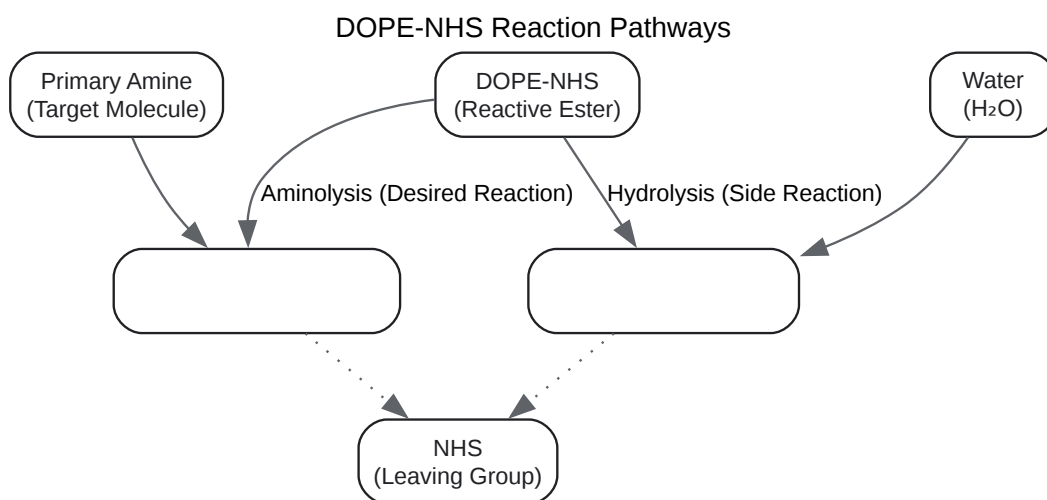 DOPE-NHS Reaction Pathways
Primary Amine
(Target Molecule)
DOPE-NHS
(Reactive Ester)
Water
(H₂O)
Aminolysis (Desired Reaction)
Hydrolysis (Side Reaction)
NHS
(Leaving Group)